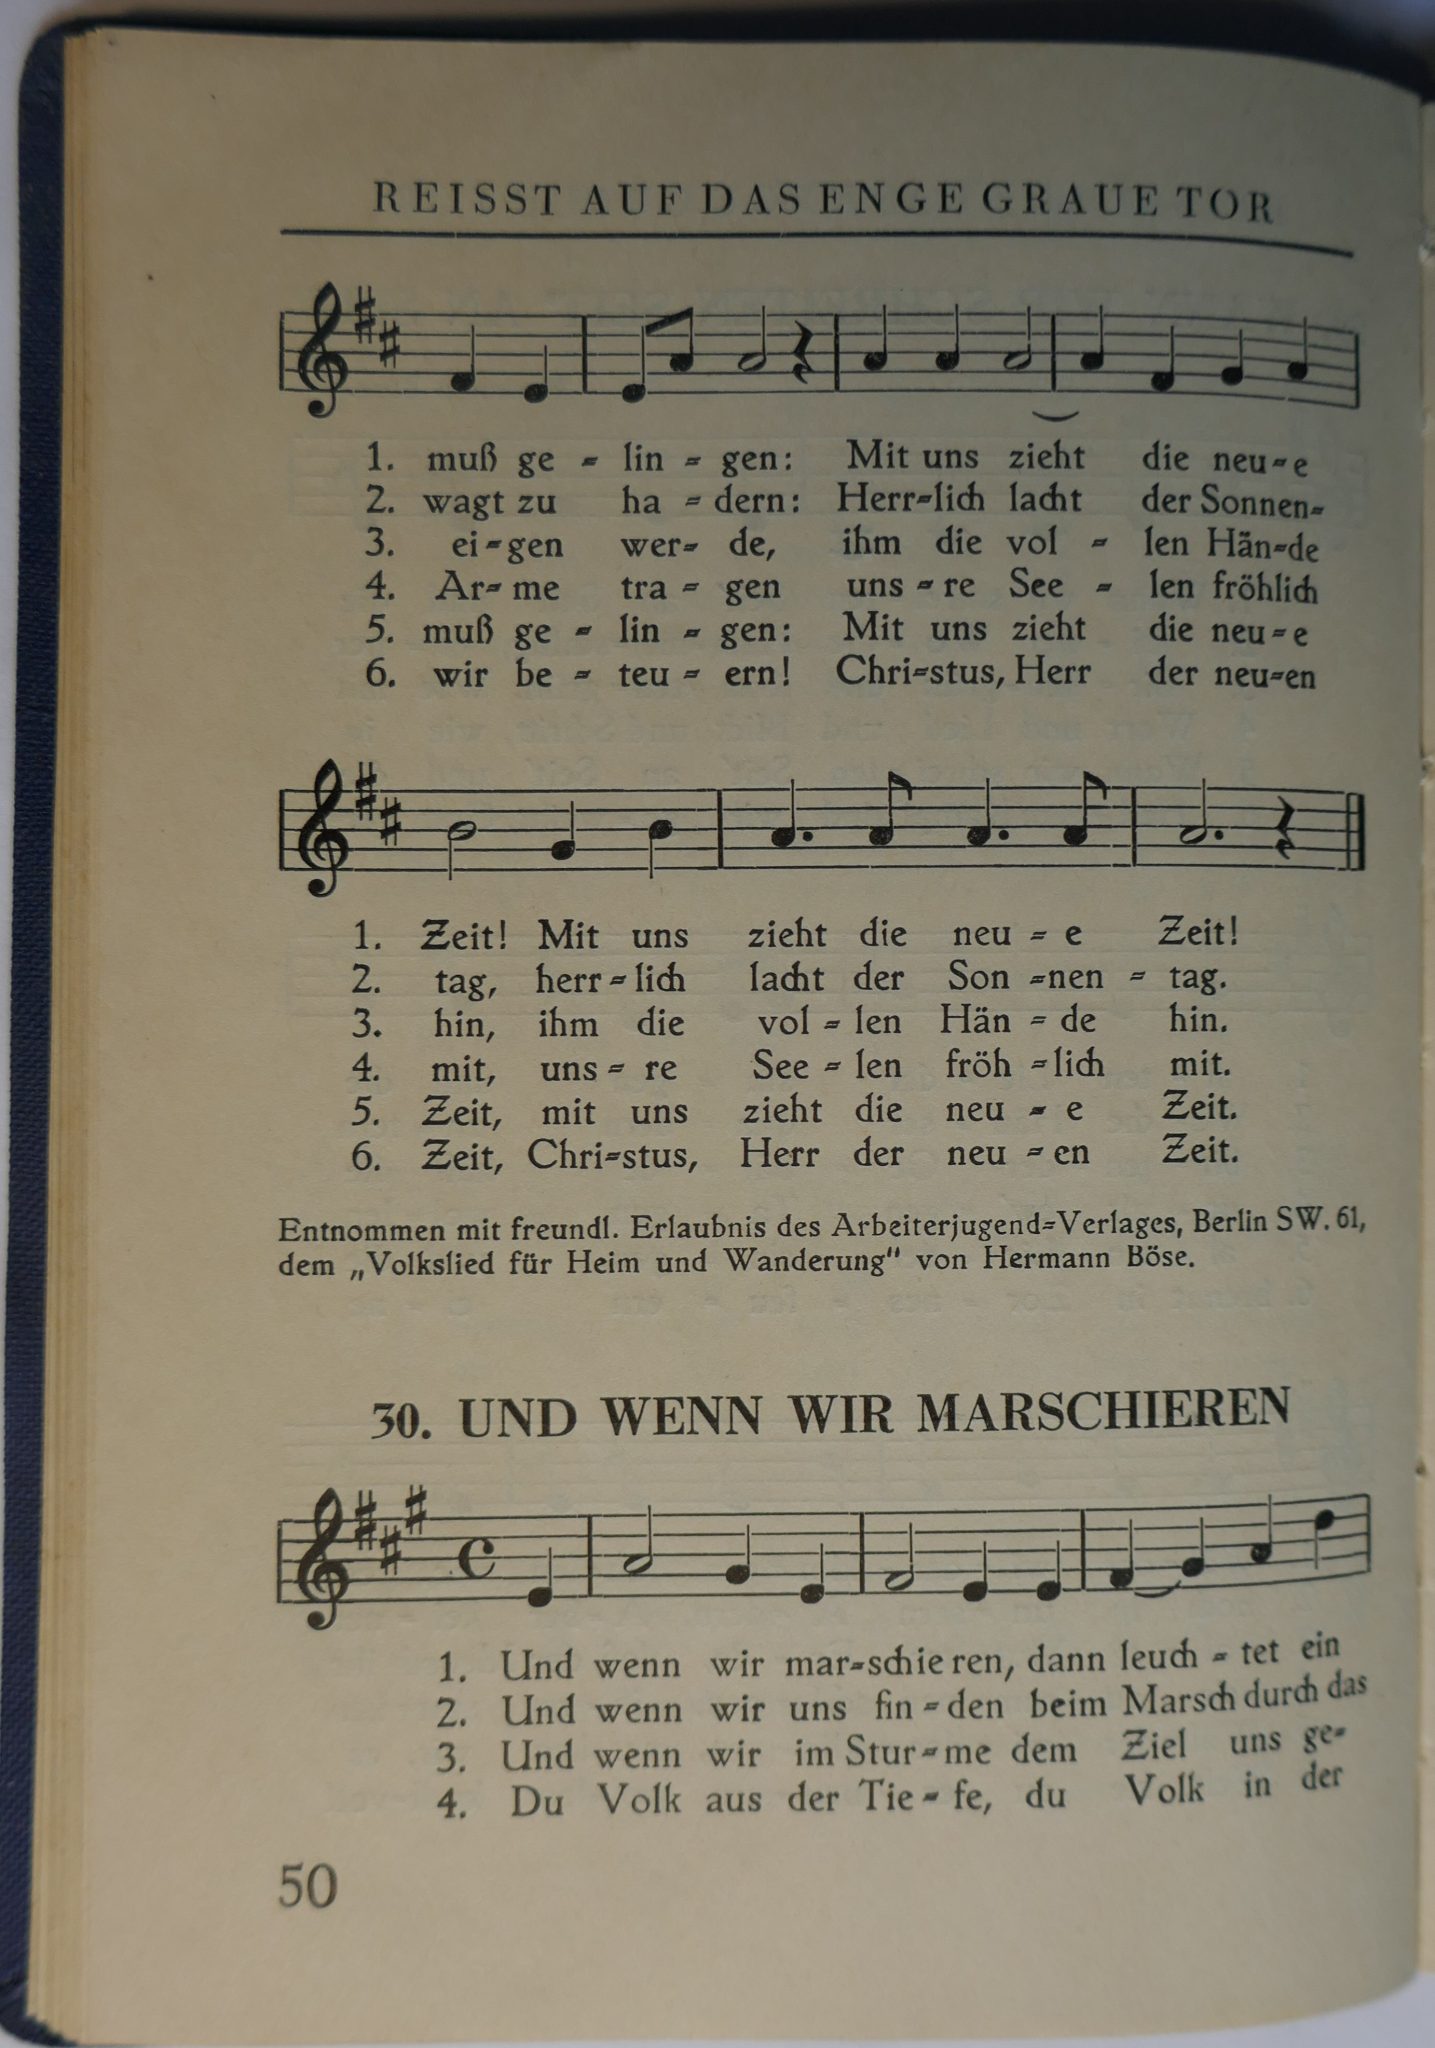 REISST AUF DAS ENGE GRAUE TOR
1. muß ge - lin - gen: Mit uns zieht die neu-e
2. wagt zu ha - dern: Herr-lich lacht der Sonnen-
3. ei-gen wer- de, ihm die vol - len Hän-de
4. Ar-me tra - gen uns-re See - len fröhlich
5. muß ge - lin - gen: Mit uns zieht die neu-e
6. wir be - teu - ern! Chri-stus, Herr der neu-en
1. Zeit! Mit uns zieht die neu - e Zeit!
2. tag, herr-lich lacht der Son -nen - tag.
3. hin, ihm die vol - len Hän - de hin.
4. mit, uns - re See - len fröh -lich mit.
5. Zeit, mit uns zieht die neu - e Zeit.
6. Zeit, Chri-stus, Herr der neu - en Zeit.
Entnommen mit freundl. Erlaubnis des Arbeiterjugend-Verlages, Berlin SW. 61,
dem „Volkslied für Heim und Wanderung" von Hermann Böse.
30. UND WENN WIR MARSCHIEREN
1. Und wenn wir mar-schie ren, dann leuch - tet ein
2. Und wenn wir uns fin - den beim Marsch durch das
3. Und wenn wir im Stur-me dem Ziel uns ge-
4. Du Volk aus der Tie - fe, du Volk in der
50